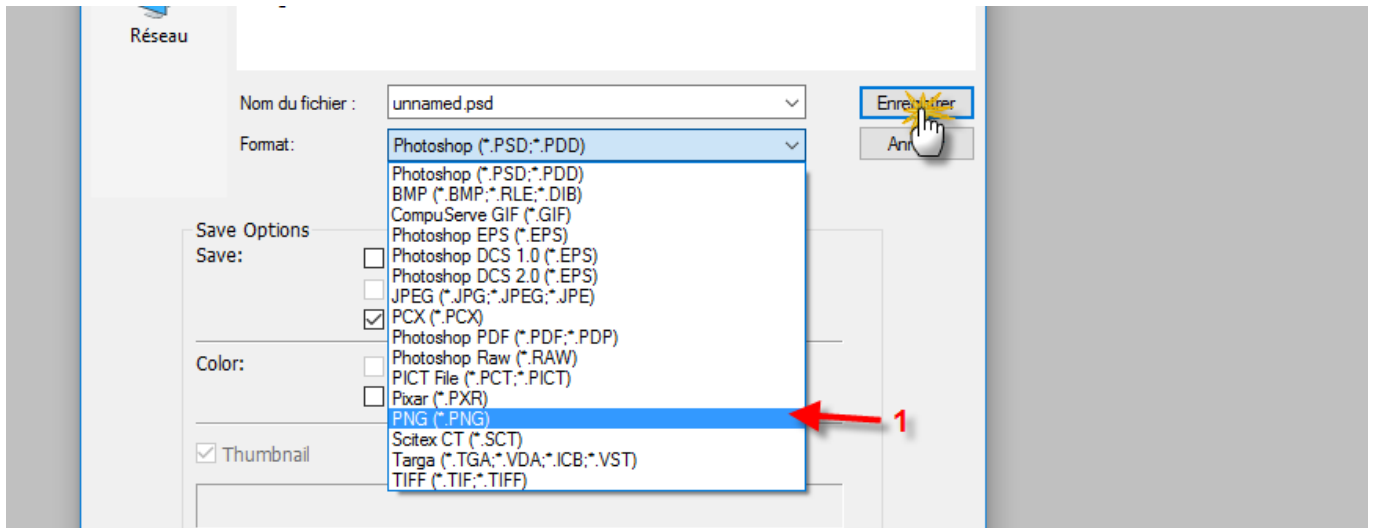 Réseau
Nom du fichier :
unnamed.psd
Enregistrer
Format:
Photoshop (*.PSD;*.PDD)
Photoshop (*.PSD;*.PDD)
BMP (*.BMP;*.RLE;*.DIB)
CompuServe GIF (*.GIF)
Photoshop EPS (*.EPS)
Photoshop DCS 1.0 (*.EPS)
Photoshop DCS 2.0 (*.EPS)
JPEG (*.JPG;*.JPEG;*.JPE)
PCX (*.PCX)
Photoshop PDF (*.PDF;*.PDP)
Photoshop Raw (*.RAW)
PICT File (*.PCT;*.PICT)
Pixar (*.PXR)
PNG (*.PNG)
Scitex CT (*.SCT)
Targa (*.TGA;*.VDA;*.ICB;*.VST)
TIFF (*.TIF;*.TIFF)
1
Save Options
Save:
Color:
Thumbnail